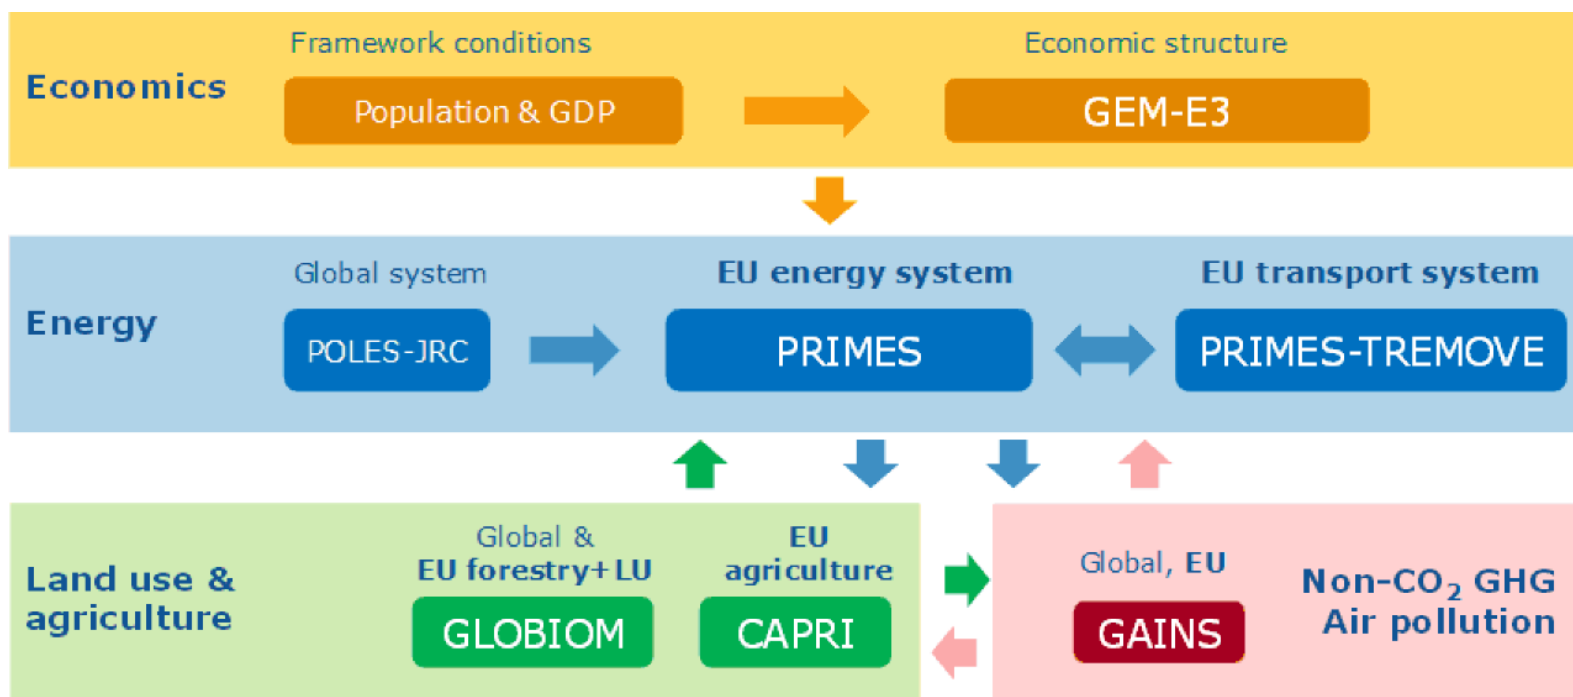 Economics
Framework conditions
Population & GDP
Economic structure
GEM-E3
Energy
Global system
POLES-JRC
EU energy system
PRIMES
EU transport system
PRIMES-TREMOVE
Land use &
agriculture
Global &
EU forestry+LU
GLOBIOM
EU
agriculture
CAPRI
Global, EU
GAINS
Non-CO₂ GHG
Air pollution